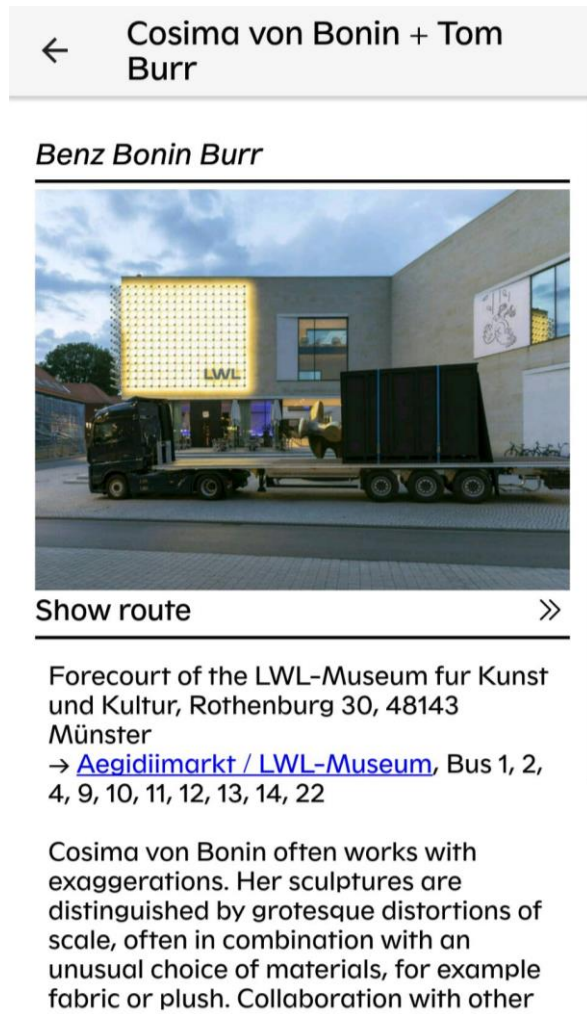 Cosima von Bonin + Tom
Burr
Benz Bonin Burr
LWL
Show route
Forecourt of the LWL-Museum fur Kunst
und Kultur, Rothenburg 30, 48143
Münster
→ Aegidiimarkt / LWL-Museum, Bus 1, 2,
4, 9, 10, 11, 12, 13, 14, 22
Cosima von Bonin often works with
exaggerations. Her sculptures are
distinguished by grotesque distortions of
scale, often in combination with an
unusual choice of materials, for example
fabric or plush. Collaboration with other